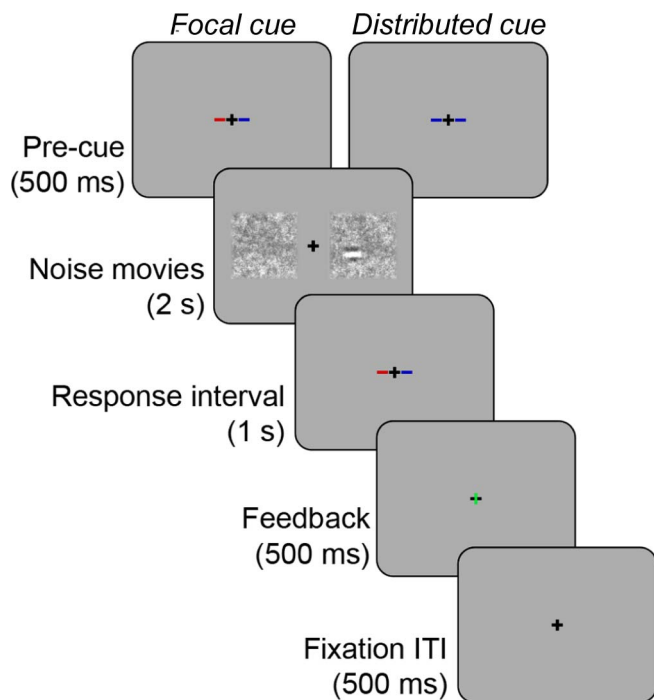 Focal cue
Distributed cue
Pre-cue
(500 ms)
Noise movies
(2 s)
Response interval
(1 s)
Feedback
(500 ms)
Fixation ITI
(500 ms)